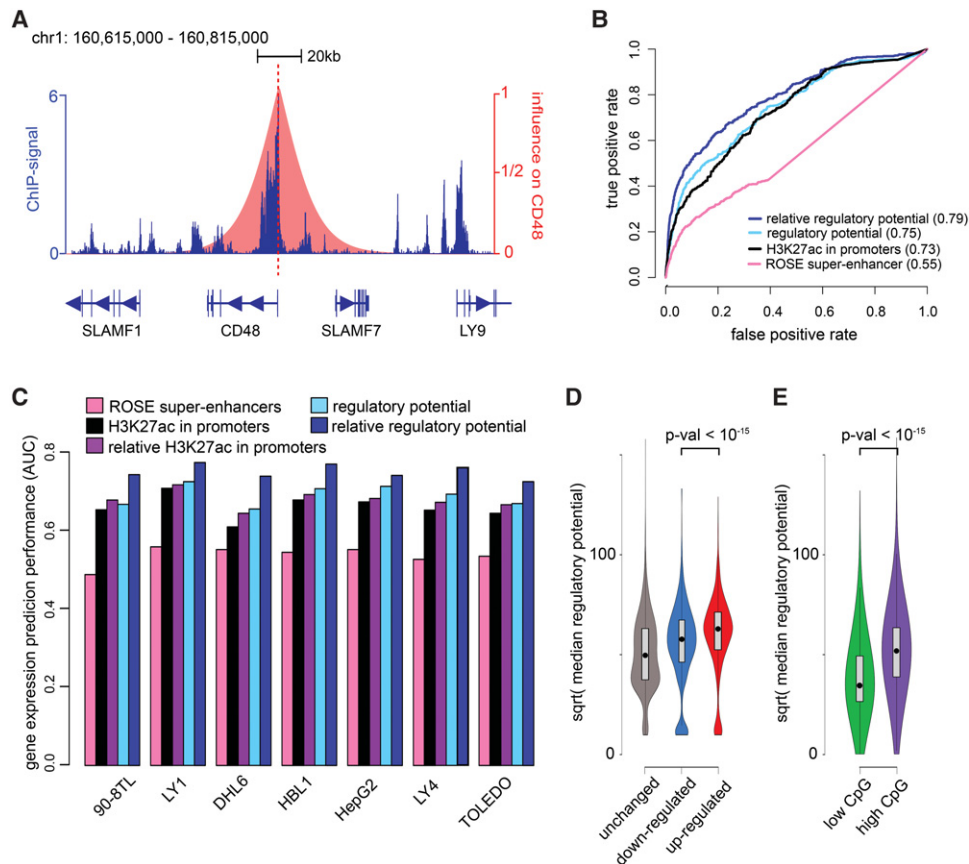 A
chr1: 160,615,000 - 160,815,000
20kb
6
0
ChIP-signal
1
1/2
0
influence on CD48
SLAMF1
CD48
SLAMF7
LY9
B
true positive rate
1.0
0.8
0.6
0.4
0.2
0.0
relative regulatory potential (0.79)
regulatory potential (0.75)
H3K27ac in promoters (0.73)
ROSE super-enhancer (0.55)
0.0 0.2 0.4 0.6 0.8 1.0
false positive rate
C
ROSE super-enhancers
H3K27ac in promoters
relative H3K27ac in promoters
regulatory potential
relative regulatory potential
gene expression predicion performance (AUC)
0.8
0.6
0.4
0.2
0.0
90-8TL
LY1
DHL6
HBL1
HepG2
LY4
TOLEDO
D
p-val < 10-15
sqrt( median regulatory potential)
100
0
unchanged
down-regulated
up-regulated
E
p-val < 10-15
sqrt( median regulatory potential)
100
0
low CpG
high CpG